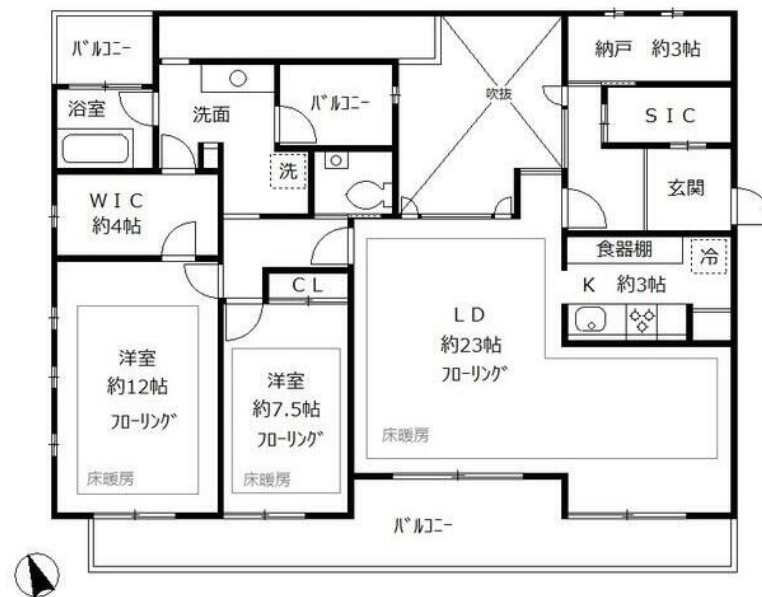 バルコニー
納戸 約3帖
浴室
洗面
バルコニー
吹抜
SIC
洗
玄関
WIC
約4帖
食器棚
冷
K 約3帖
CL
LD
約23帖
フローリング
洋室
約12帖
フローリング
洋室
約7.5帖
フローリング
床暖房
床暖房
床暖房
バルコニー